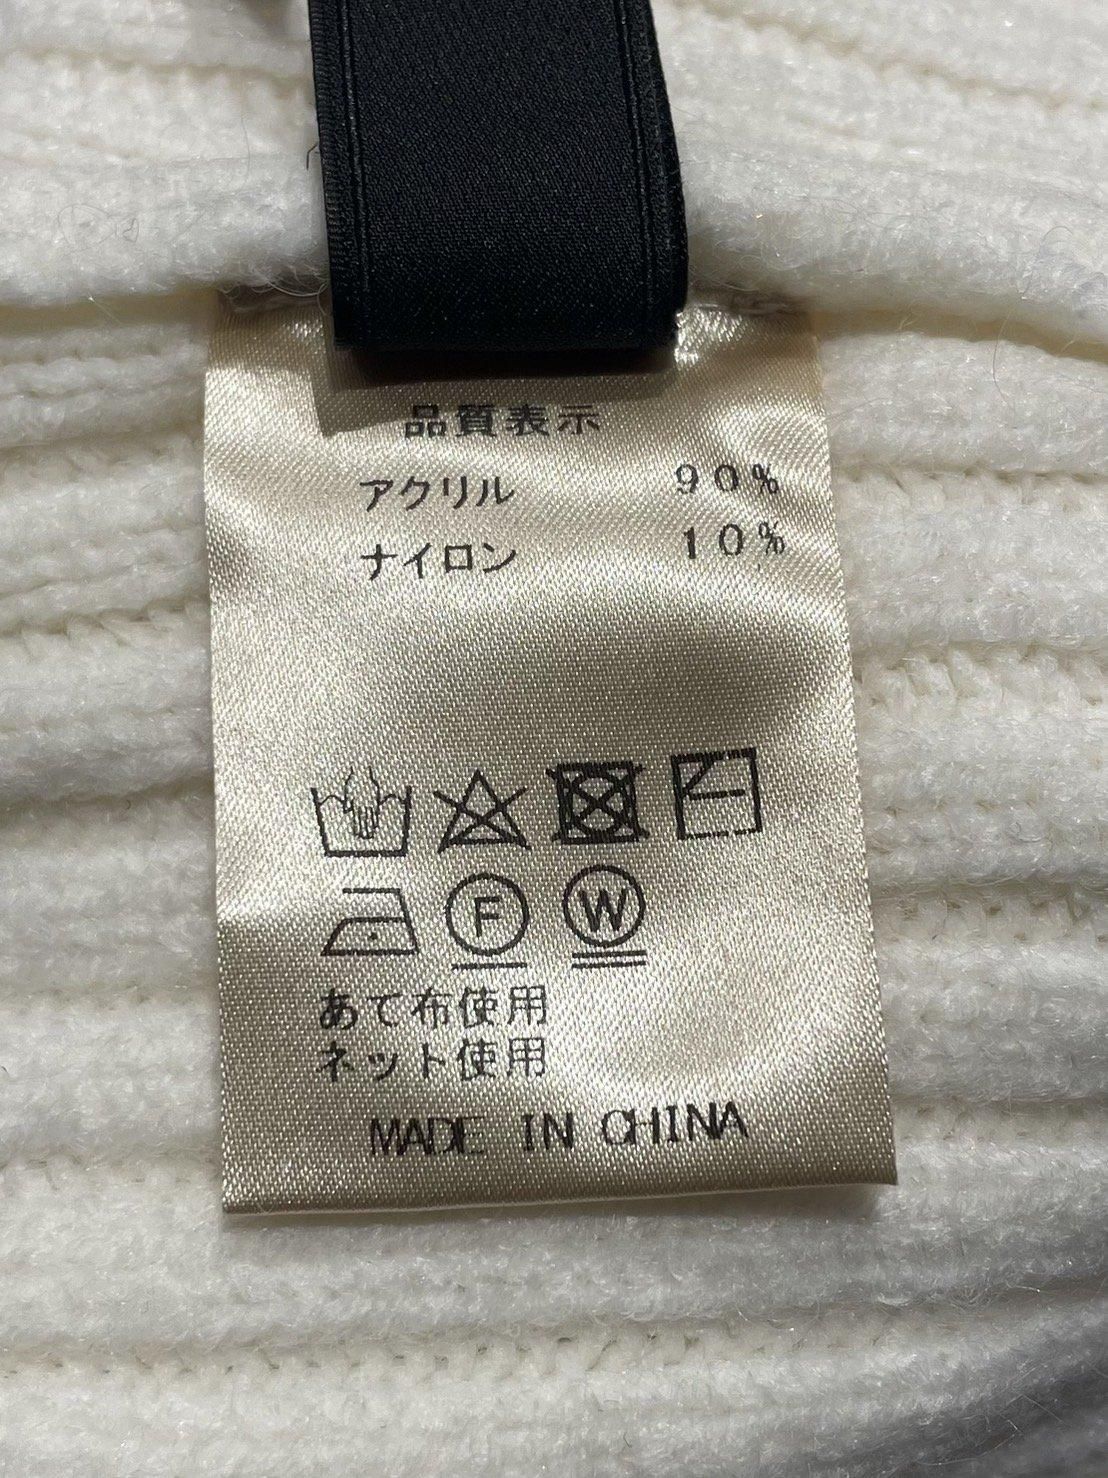 品質表示
アクリル 90%
ナイロン 10%
F W
あて布使用
ネット使用
MADE IN CHINA